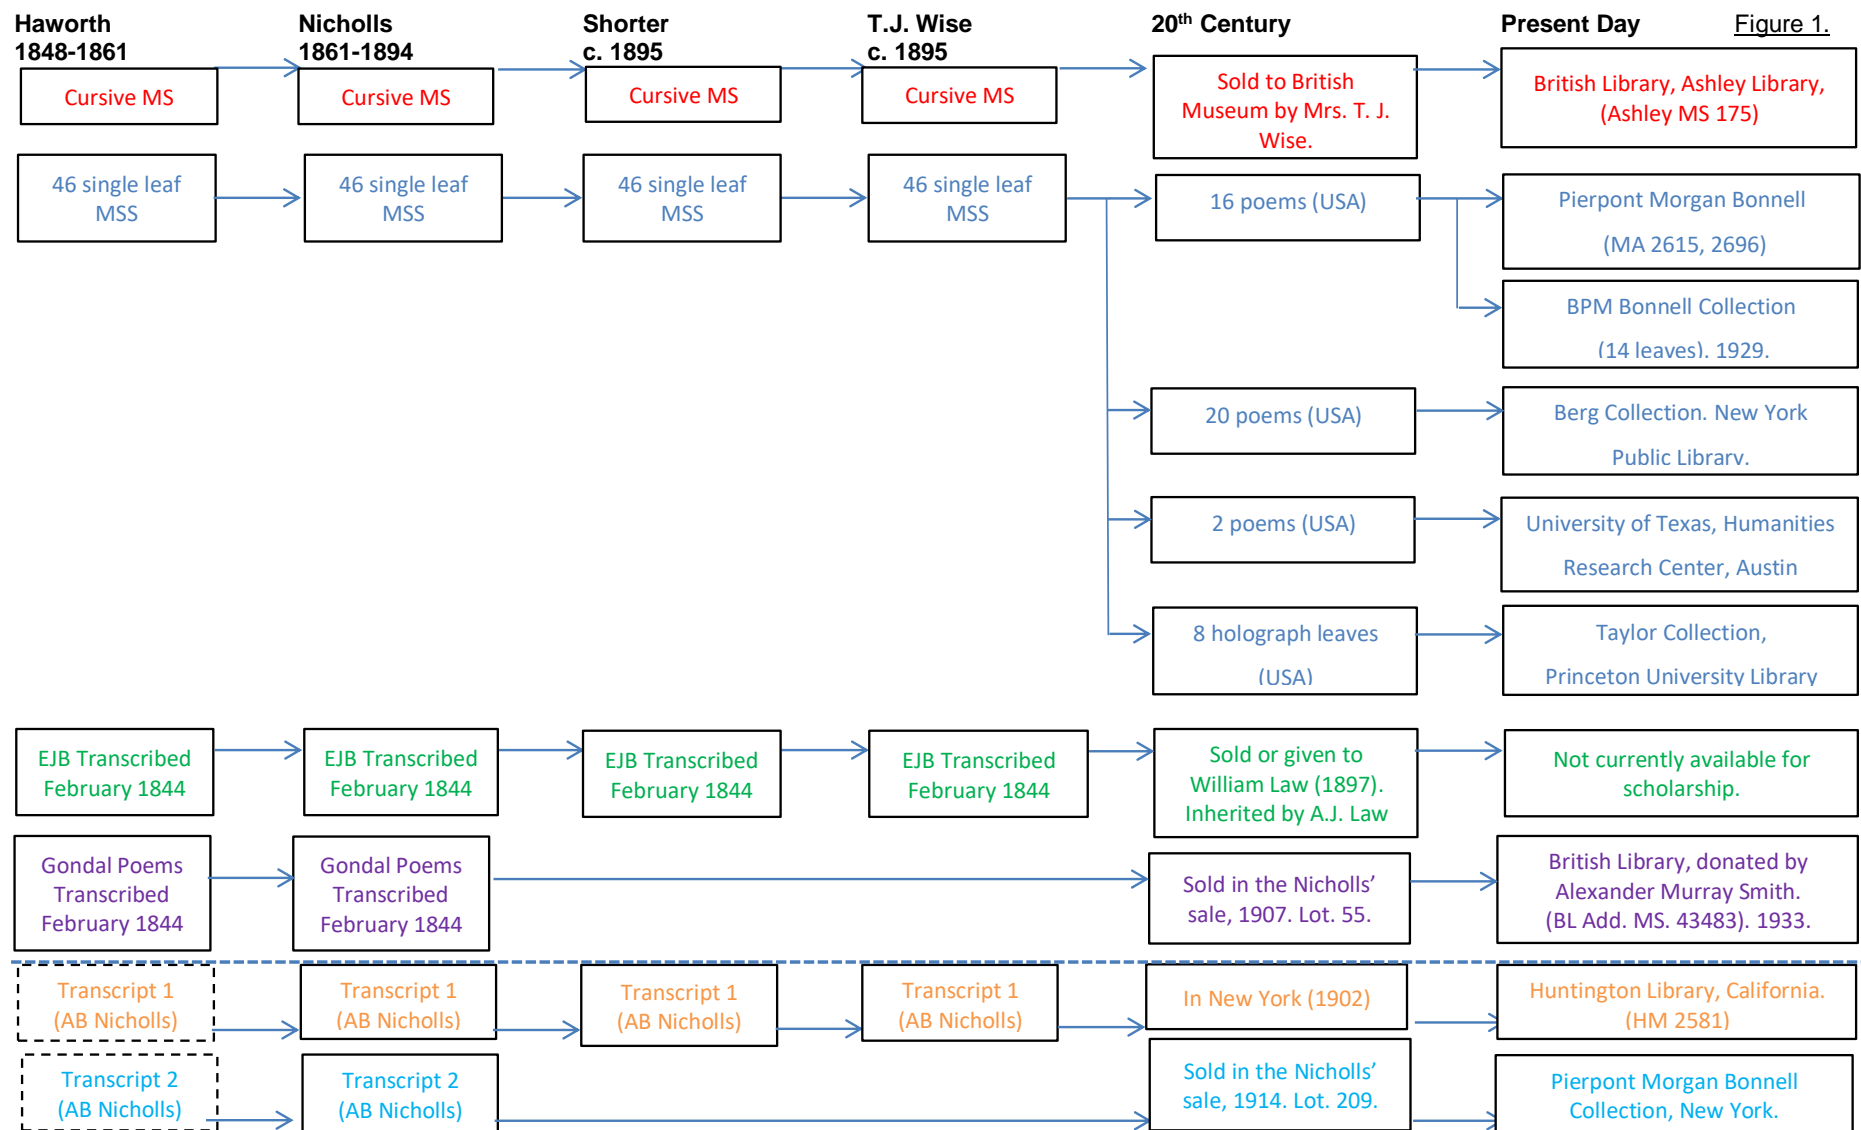 Haworth
1848-1861
Nicholls
1861-1894
Shorter
c. 1895
T.J. Wise
c. 1895
20th Century
Present Day
Figure 1.
Cursive MS
Cursive MS
Cursive MS
Cursive MS
Sold to British
Museum by Mrs. T. J.
Wise.
British Library, Ashley Library,
(Ashley MS 175)
46 single leaf
MSS
46 single leaf
MSS
46 single leaf
MSS
46 single leaf
MSS
16 poems (USA)
Pierpont Morgan Bonnell
(MA 2615, 2696)
BPM Bonnell Collection
(14 leaves). 1929.
20 poems (USA)
Berg Collection. New York
Public Library.
2 poems (USA)
University of Texas, Humanities
Research Center, Austin
8 holograph leaves
(USA)
Taylor Collection,
Princeton University Library
EJB Transcribed
February 1844
EJB Transcribed
February 1844
EJB Transcribed
February 1844
EJB Transcribed
February 1844
Sold or given to
William Law (1897).
Inherited by A.J. Law
Not currently available for
scholarship.
Gondal Poems
Transcribed
February 1844
Gondal Poems
Transcribed
February 1844
Sold in the Nicholls’
sale, 1907. Lot. 55.
British Library, donated by
Alexander Murray Smith.
(BL Add. MS. 43483). 1933.
Transcript 1
(AB Nicholls)
Transcript 1
(AB Nicholls)
Transcript 1
(AB Nicholls)
Transcript 1
(AB Nicholls)
In New York (1902)
Huntington Library, California.
(HM 2581)
Transcript 2
(AB Nicholls)
Transcript 2
(AB Nicholls)
Sold in the Nicholls’
sale, 1914. Lot. 209.
Pierpont Morgan Bonnell
Collection, New York.